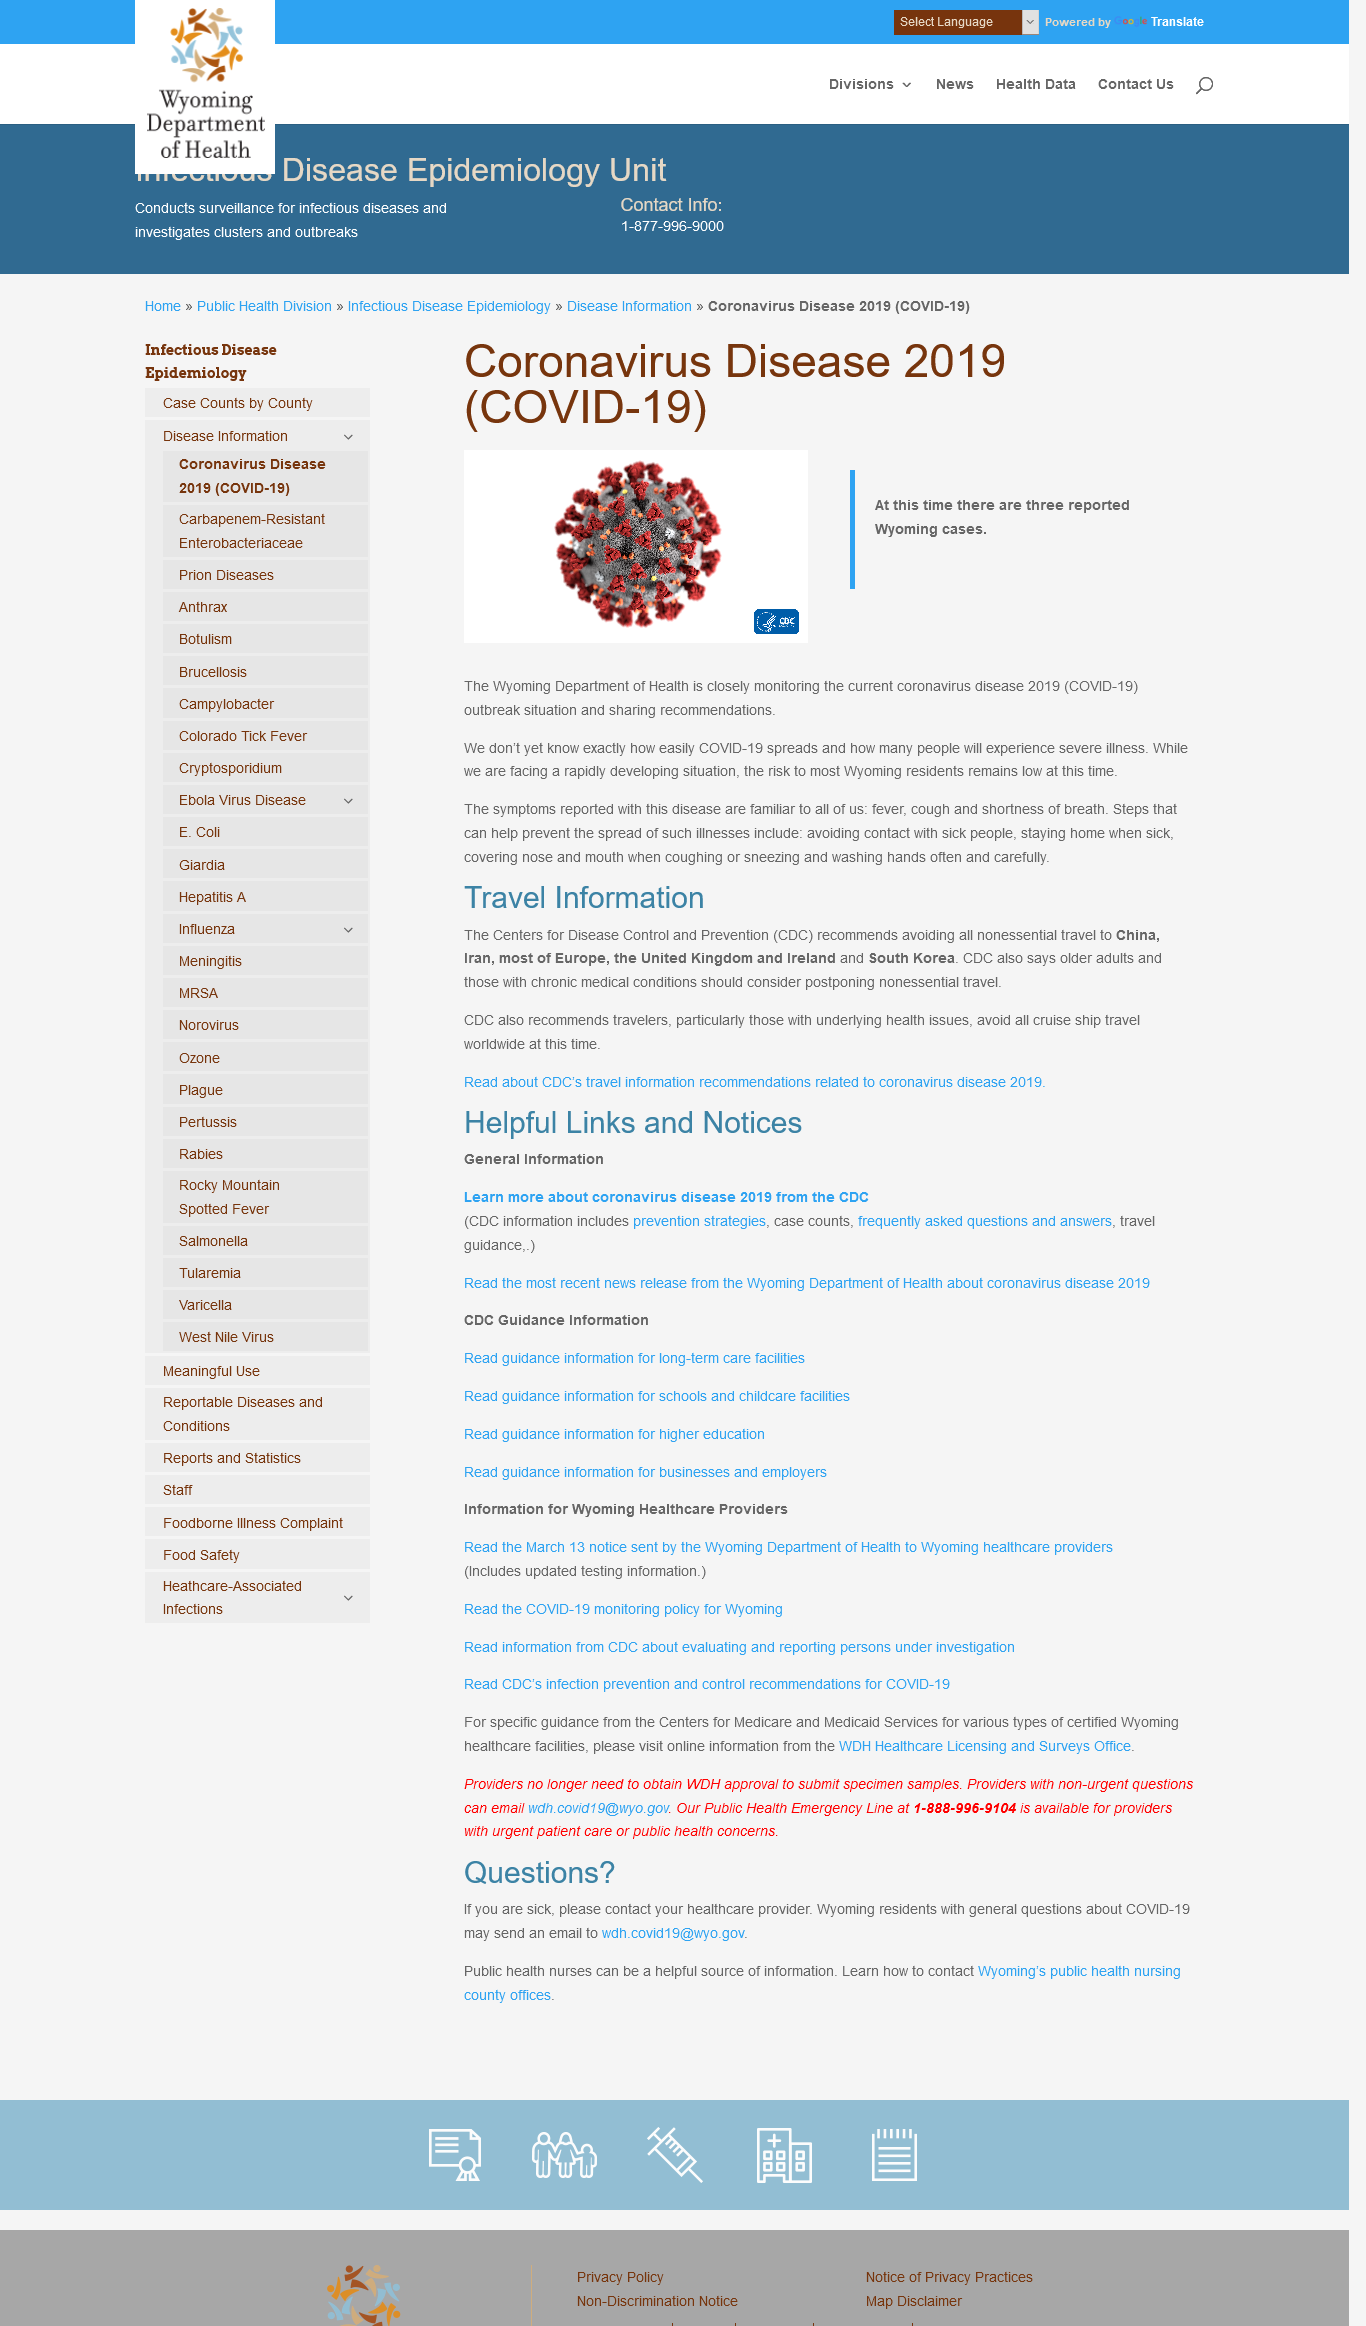 Select Language
Powered by Google Translate
Wyoming
Department
of Health
Divisions
News
Health Data
Contact Us
Infectious Disease Epidemiology Unit
Conducts surveillance for infectious diseases and
investigates clusters and outbreaks
Contact Info:
1-877-996-9000
Home » Public Health Division » Infectious Disease Epidemiology » Disease Information » Coronavirus Disease 2019 (COVID-19)
Infectious Disease
Epidemiology
Case Counts by County
Disease Information
Coronavirus Disease
2019 (COVID-19)
Carbapenem-Resistant
Enterobacteriaceae
Prion Diseases
Anthrax
Botulism
Brucellosis
Campylobacter
Colorado Tick Fever
Cryptosporidium
Ebola Virus Disease
E. Coli
Giardia
Hepatitis A
Influenza
Meningitis
MRSA
Norovirus
Ozone
Plague
Pertussis
Rabies
Rocky Mountain
Spotted Fever
Salmonella
Tularemia
Varicella
West Nile Virus
Meaningful Use
Reportable Diseases and
Conditions
Reports and Statistics
Staff
Foodborne Illness Complaint
Food Safety
Heathcare-Associated
Infections
Coronavirus Disease 2019
(COVID-19)
CDC
At this time there are three reported
Wyoming cases.
The Wyoming Department of Health is closely monitoring the current coronavirus disease 2019 (COVID-19)
outbreak situation and sharing recommendations.
We don't yet know exactly how easily COVID-19 spreads and how many people will experience severe illness. While
we are facing a rapidly developing situation, the risk to most Wyoming residents remains low at this time.
The symptoms reported with this disease are familiar to all of us: fever, cough and shortness of breath. Steps that
can help prevent the spread of such illnesses include: avoiding contact with sick people, staying home when sick,
covering nose and mouth when coughing or sneezing and washing hands often and carefully.
Travel Information
The Centers for Disease Control and Prevention (CDC) recommends avoiding all nonessential travel to China,
Iran, most of Europe, the United Kingdom and Ireland and South Korea. CDC also says older adults and
those with chronic medical conditions should consider postponing nonessential travel.
CDC also recommends travelers, particularly those with underlying health issues, avoid all cruise ship travel
worldwide at this time.
Read about CDC's travel information recommendations related to coronavirus disease 2019.
Helpful Links and Notices
General Information
Learn more about coronavirus disease 2019 from the CDC
(CDC information includes prevention strategies, case counts, frequently asked questions and answers, travel
guidance,.)
Read the most recent news release from the Wyoming Department of Health about coronavirus disease 2019
CDC Guidance Information
Read guidance information for long-term care facilities
Read guidance information for schools and childcare facilities
Read guidance information for higher education
Read guidance information for businesses and employers
Information for Wyoming Healthcare Providers
Read the March 13 notice sent by the Wyoming Department of Health to Wyoming healthcare providers
(Includes updated testing information.)
Read the COVID-19 monitoring policy for Wyoming
Read information from CDC about evaluating and reporting persons under investigation
Read CDC's infection prevention and control recommendations for COVID-19
For specific guidance from the Centers for Medicare and Medicaid Services for various types of certified Wyoming
healthcare facilities, please visit online information from the WDH Healthcare Licensing and Surveys Office.
Providers no longer need to obtain WDH approval to submit specimen samples. Providers with non-urgent questions
can email wdh.covid19@wyo.gov. Our Public Health Emergency Line at 1-888-996-9104 is available for providers
with urgent patient care or public health concerns.
Questions?
If you are sick, please contact your healthcare provider. Wyoming residents with general questions about COVID-19
may send an email to wdh.covid19@wyo.gov.
Public health nurses can be a helpful source of information. Learn how to contact Wyoming's public health nursing
county offices.
Privacy Policy
Non-Discrimination Notice
Notice of Privacy Practices
Map Disclaimer